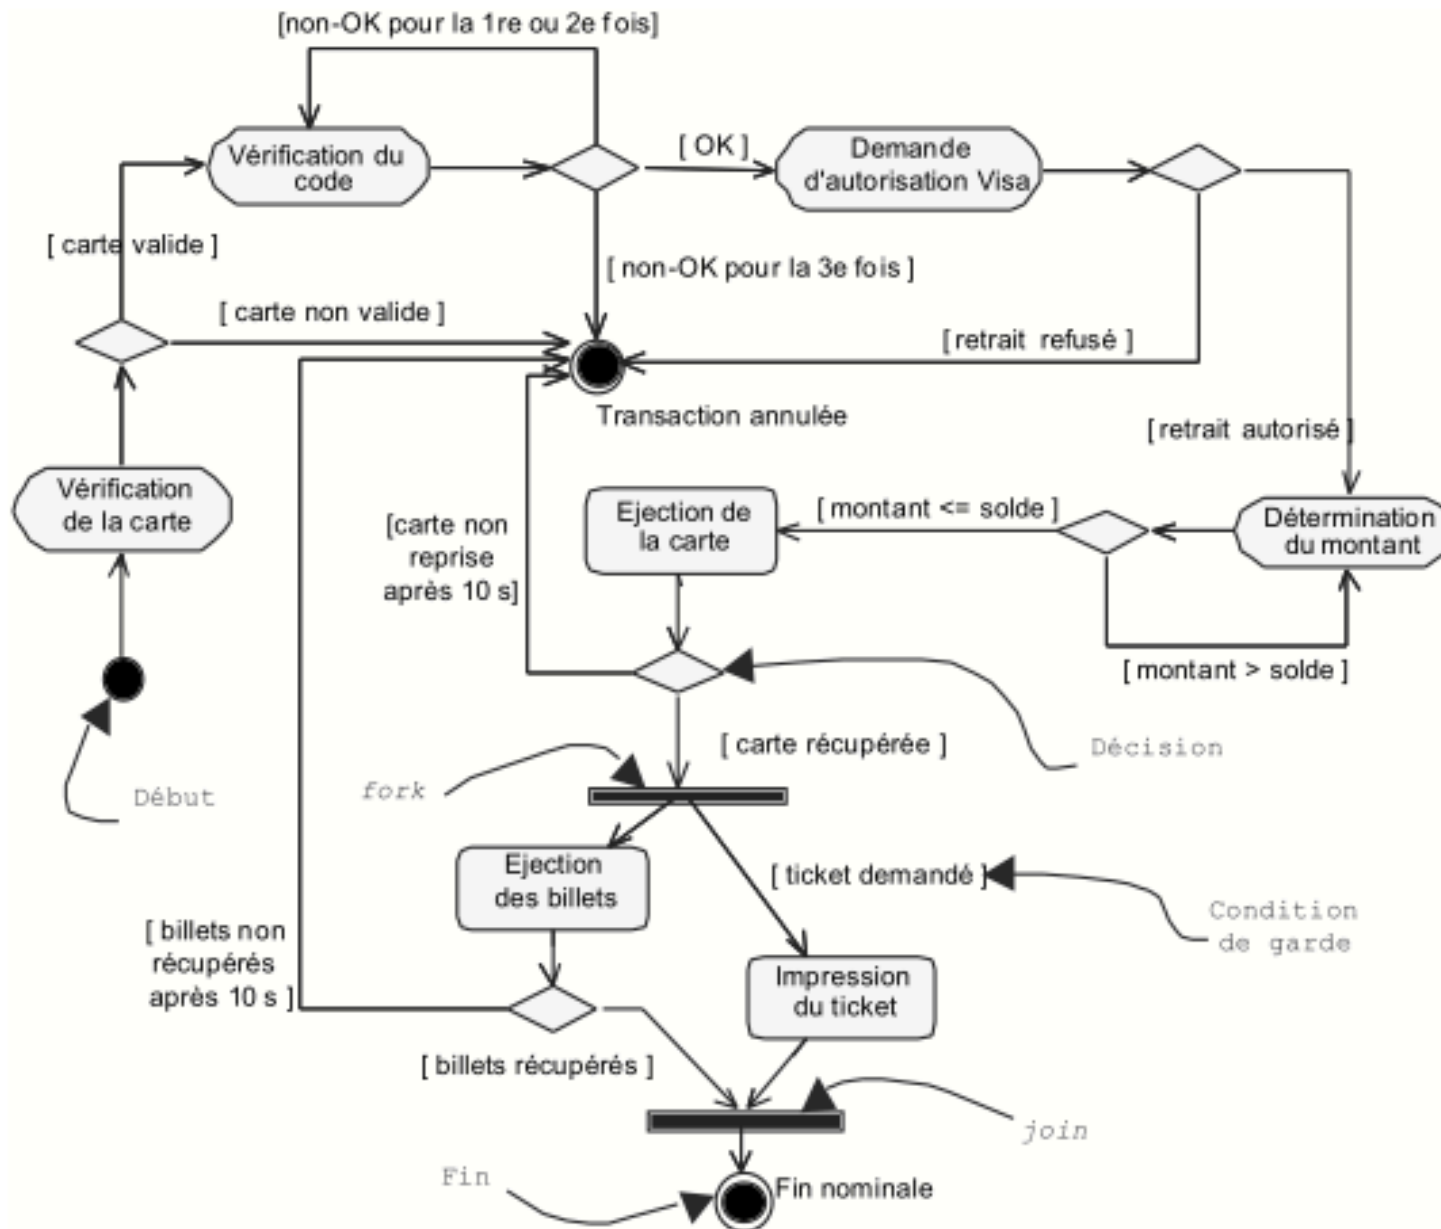 [non-OK pour la 1re ou 2e fois]
Vérification du
code
[ OK ]
Demande
d'autorisation Visa
[ carte valide ]
[ non-OK pour la 3e fois ]
[ carte non valide ]
[retrait refusé ]
Transaction annulée
[retrait autorisé ]
Vérification
de la carte
[carte non
reprise
après 10 s]
Ejection de
la carte
[ montant <= solde ]
Détermination
du montant
[ montant > solde ]
[ carte récupérée ]
Décision
Début
fork
Ejection
des billets
[ ticket demandé ]
Condition
de garde
[ billets non
récupérés
après 10 s ]
Impression
du ticket
[ billets récupérés ]
join
Fin
Fin nominale